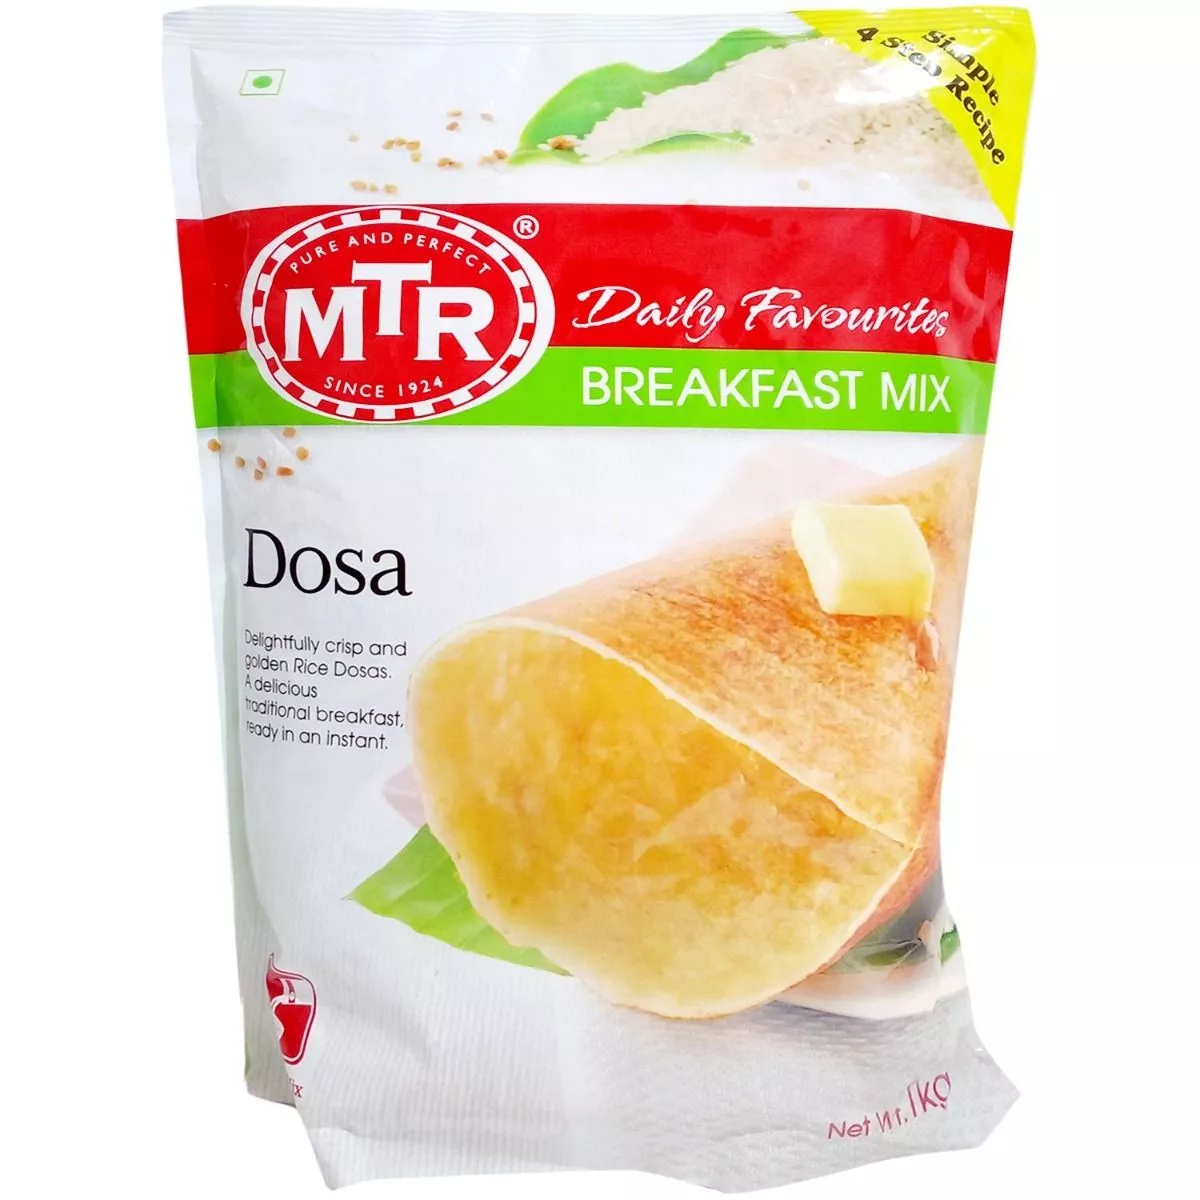 Simple
4 Step Recipe
PURE AND PERFECT
®
MTR
SINCE 1924
Daily Favourites
BREAKFAST MIX
Dosa
Delightfully crisp and
golden Rice Dosas.
A delicious
traditional breakfast,
ready in an instant.
Net Wt. 1kg